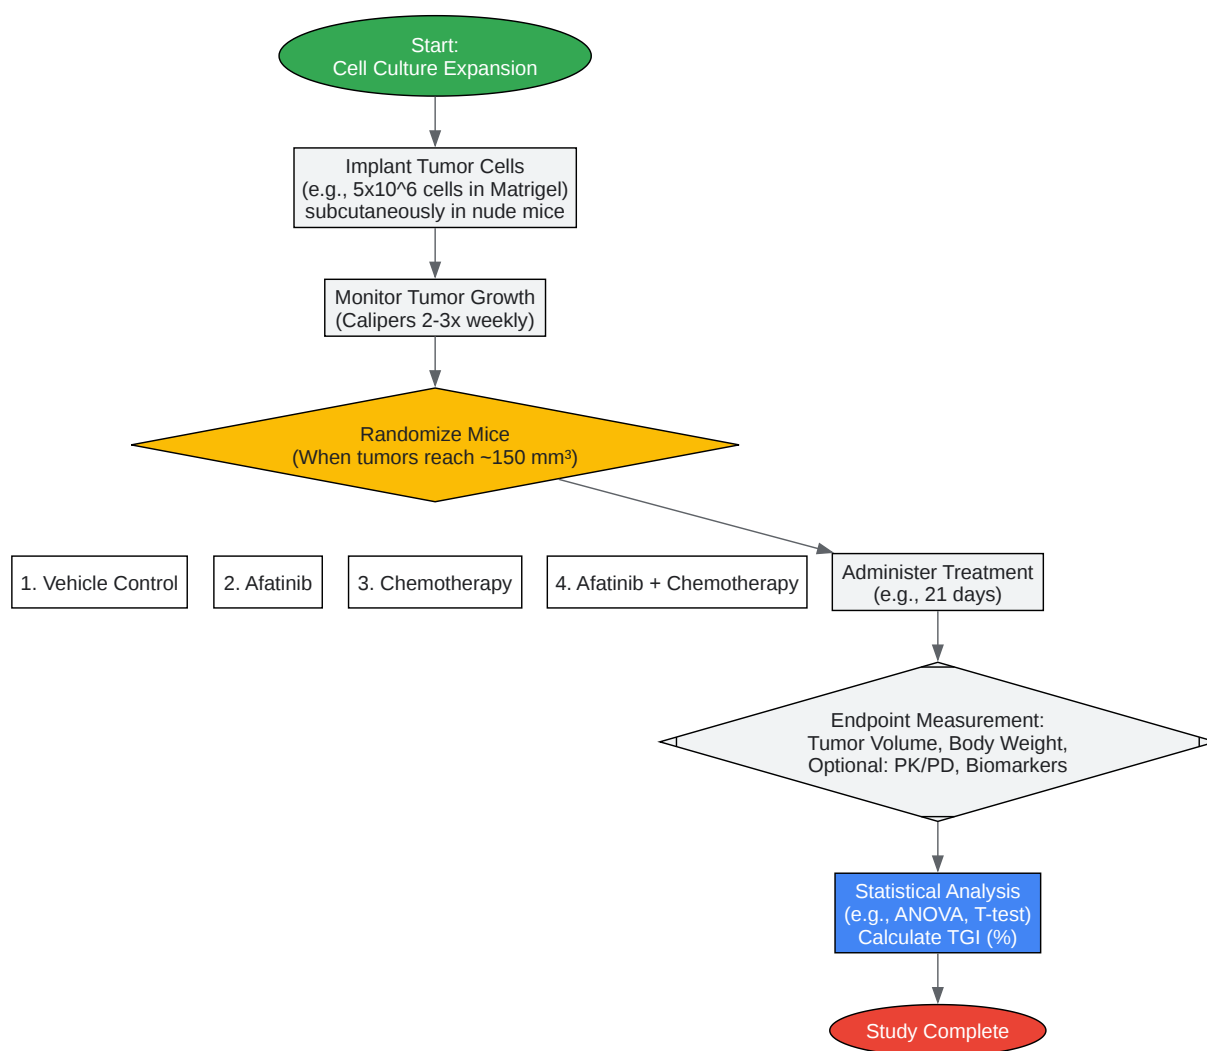 Start:
Cell Culture Expansion
Implant Tumor Cells
(e.g., 5x10^6 cells in Matrigel)
subcutaneously in nude mice
Monitor Tumor Growth
(Calipers 2-3x weekly)
Randomize Mice
(When tumors reach ~150 mm³)
1. Vehicle Control
2. Afatinib
3. Chemotherapy
4. Afatinib + Chemotherapy
Administer Treatment
(e.g., 21 days)
Endpoint Measurement:
Tumor Volume, Body Weight,
Optional: PK/PD, Biomarkers
Statistical Analysis
(e.g., ANOVA, T-test)
Calculate TGI (%)
Study Complete